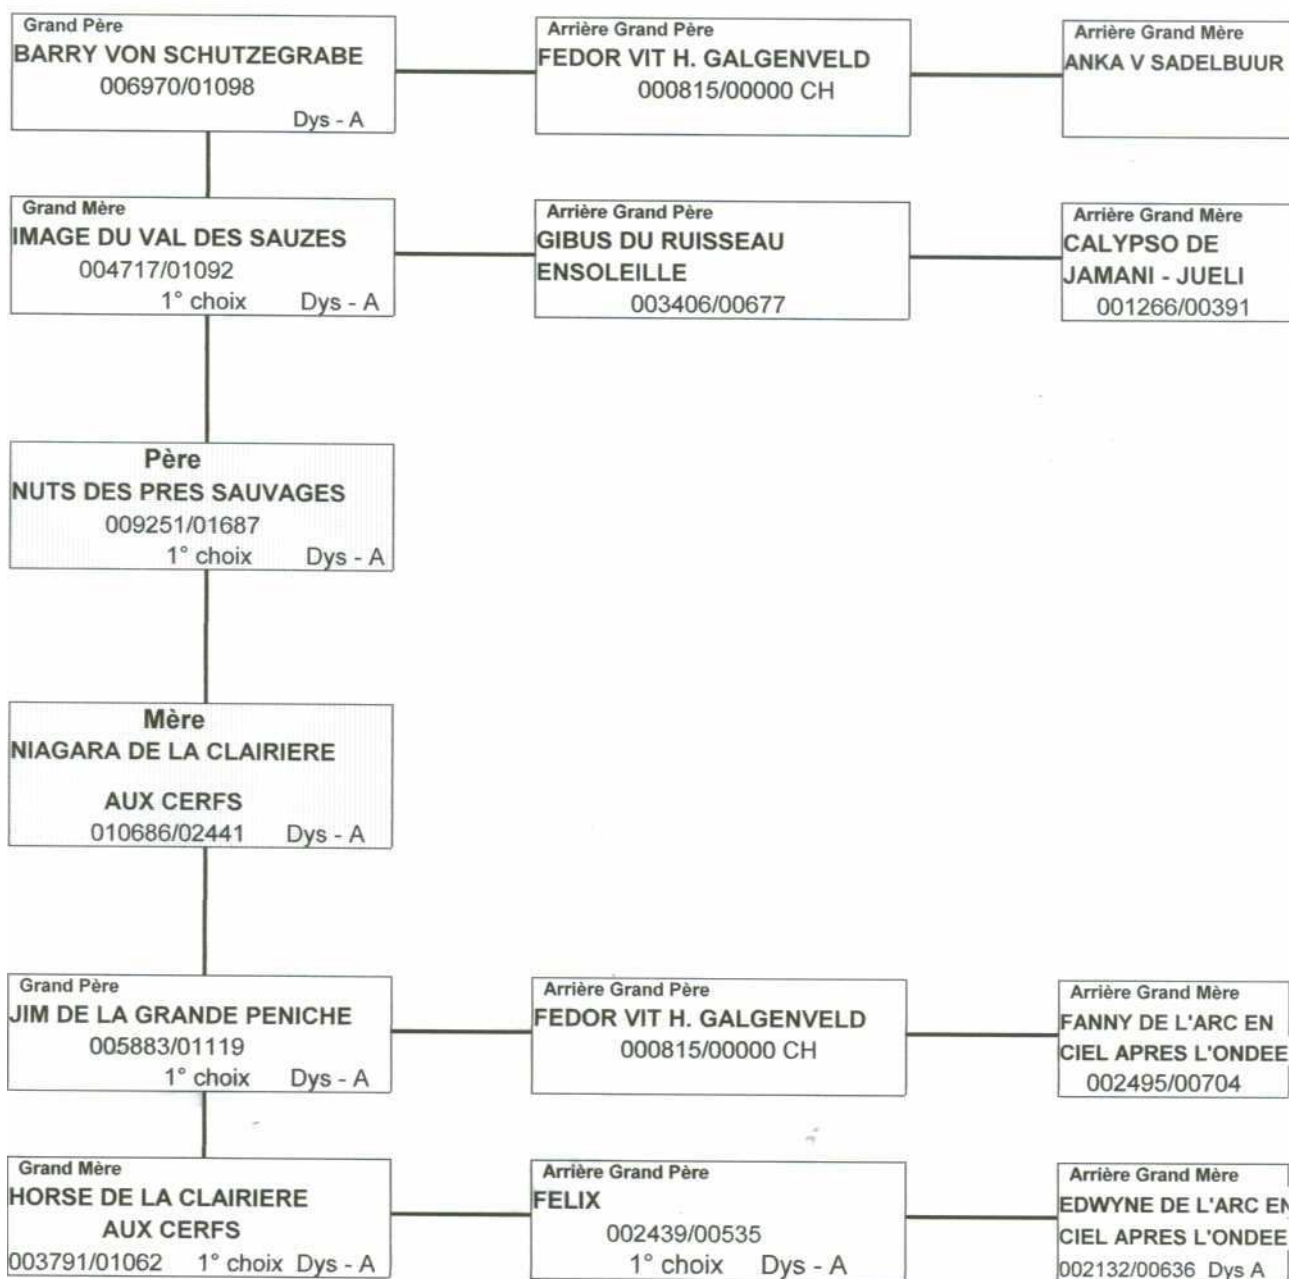 Grand Père
BARRY VON SCHUTZEGRABE
006970/01098
Dys - A
Arrière Grand Père
FEDOR VIT H. GALGENVELD
000815/00000 CH
Arrière Grand Mère
ANKA V SADELBUUR
Grand Mère
IMAGE DU VAL DES SAUZES
004717/01092
1° choix Dys - A
Arrière Grand Père
GIBUS DU RUISSEAU
ENSOLEILLE
003406/00677
Arrière Grand Mère
CALYPSO DE
JAMANI - JUELI
001266/00391
Père
NUTS DES PRES SAUVAGES
009251/01687
1° choix Dys - A
Mère
NIAGARA DE LA CLAIRIERE
AUX CERFS
010686/02441 Dys - A
Grand Père
JIM DE LA GRANDE PENICHE
005883/01119
1° choix Dys - A
Arrière Grand Père
FEDOR VIT H. GALGENVELD
000815/00000 CH
Arrière Grand Mère
FANNY DE L'ARC EN
CIEL APRES L'ONDEE
002495/00704
Grand Mère
HORSE DE LA CLAIRIERE
AUX CERFS
003791/01062 1° choix Dys - A
Arrière Grand Père
FELIX
002439/00535
1° choix Dys - A
Arrière Grand Mère
EDWYNE DE L'ARC EN
CIEL APRES L'ONDEE
002132/00636 Dys A